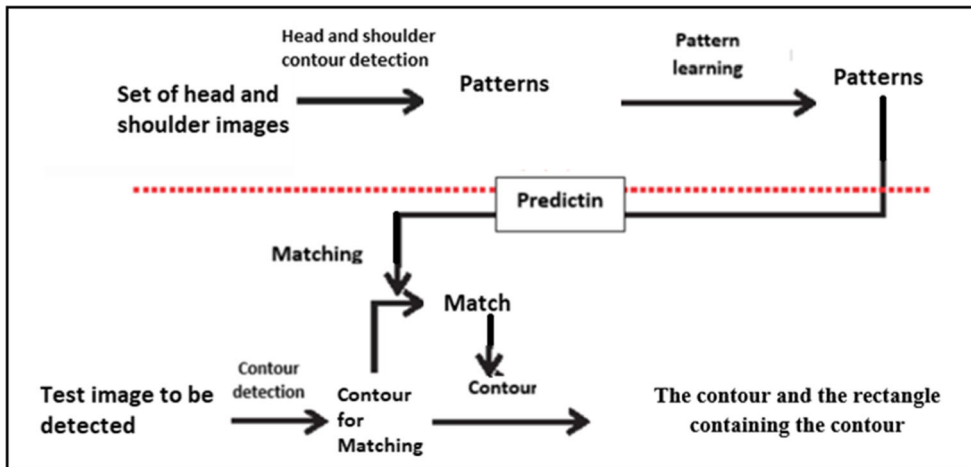 Head and shoulder
contour detection
Set of head and
shoulder images
Patterns
Pattern
learning
Patterns
Predictin
Matching
Match
Contour
Test image to be
detected
Contour
detection
Contour
for
Matching
The contour and the rectangle
containing the contour